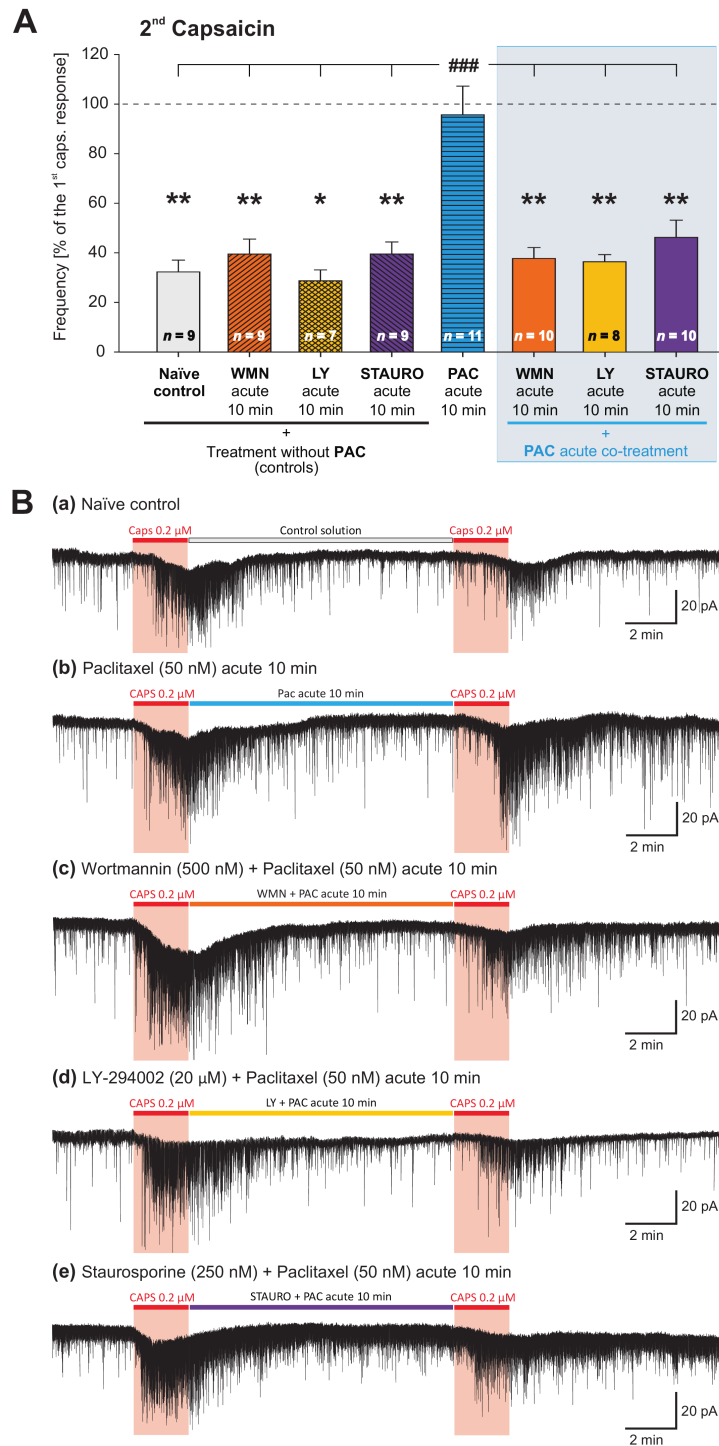 A
2nd Capsaicin
Frequency [% of the 1st caps. response]
120
100
80
60
40
20
0
###
** ** * ** ** ** **
n = 9 n = 9 n = 7 n = 9 n = 11 n = 10 n = 8 n = 10
Naïve WMN LY STAURO PAC WMN LY STAURO
control acute acute acute acute acute acute acute
10 min 10 min 10 min 10 min 10 min 10 min 10 min
+ +
Treatment without PAC PAC acute co-treatment
(controls)
B
(a) Naïve control
Caps 0.2 µM Control solution Caps 0.2 µM
20 pA
2 min
(b) Paclitaxel (50 nM) acute 10 min
CAPS 0.2 µM Pac acute 10 min CAPS 0.2 µM
20 pA
2 min
(c) Wortmannin (500 nM) + Paclitaxel (50 nM) acute 10 min
CAPS 0.2 µM WMN + PAC acute 10 min CAPS 0.2 µM
20 pA
2 min
(d) LY-294002 (20 µM) + Paclitaxel (50 nM) acute 10 min
CAPS 0.2 µM LY + PAC acute 10 min CAPS 0.2 µM
20 pA
2 min
(e) Staurosporine (250 nM) + Paclitaxel (50 nM) acute 10 min
CAPS 0.2 µM STAURO + PAC acute 10 min CAPS 0.2 µM
20 pA
2 min